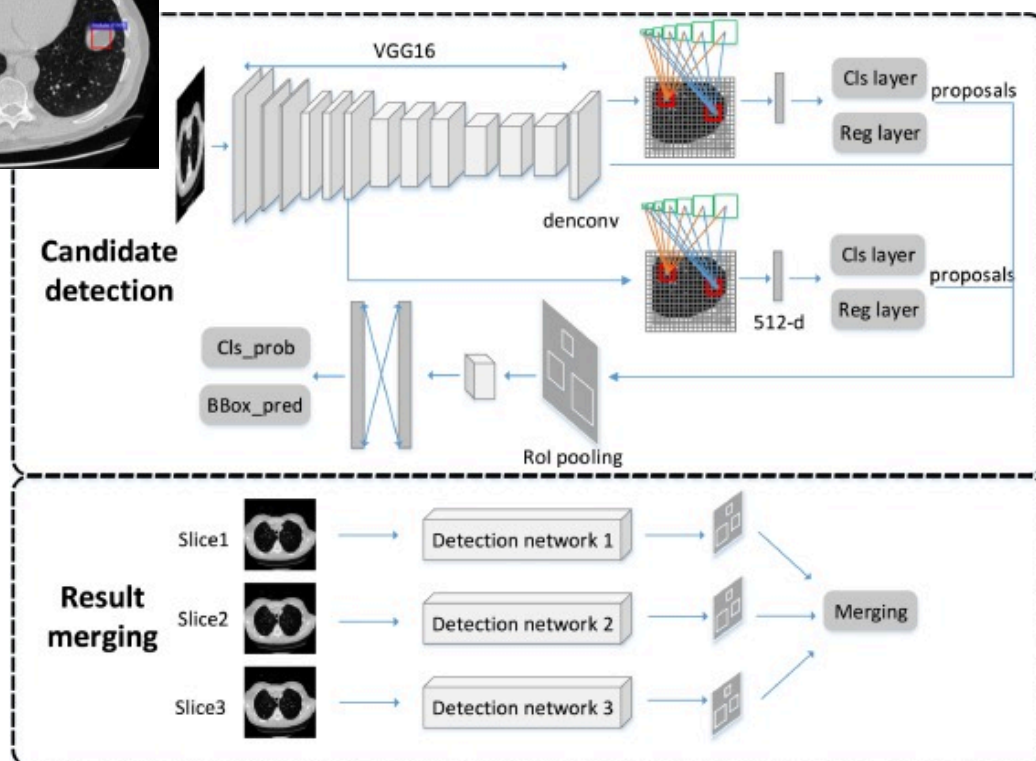 VGG16
Cls layer
proposals
Reg layer
denconv
Candidate
detection
Cls layer
proposals
Reg layer
512-d
Cls_prob
BBox_pred
RoI pooling
Slice1
Detection network 1
Result
merging
Slice2
Detection network 2
Merging
Slice3
Detection network 3